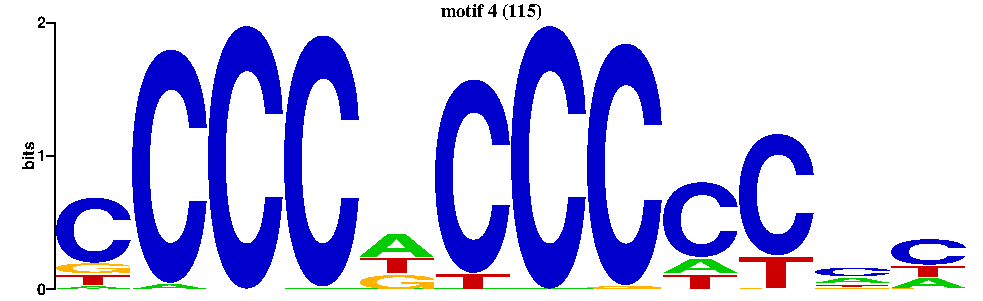 motif 4 (115)
2
bits
1
0
C C C C A C C C C C C C
G A T T G A T A T
T G T T A
A